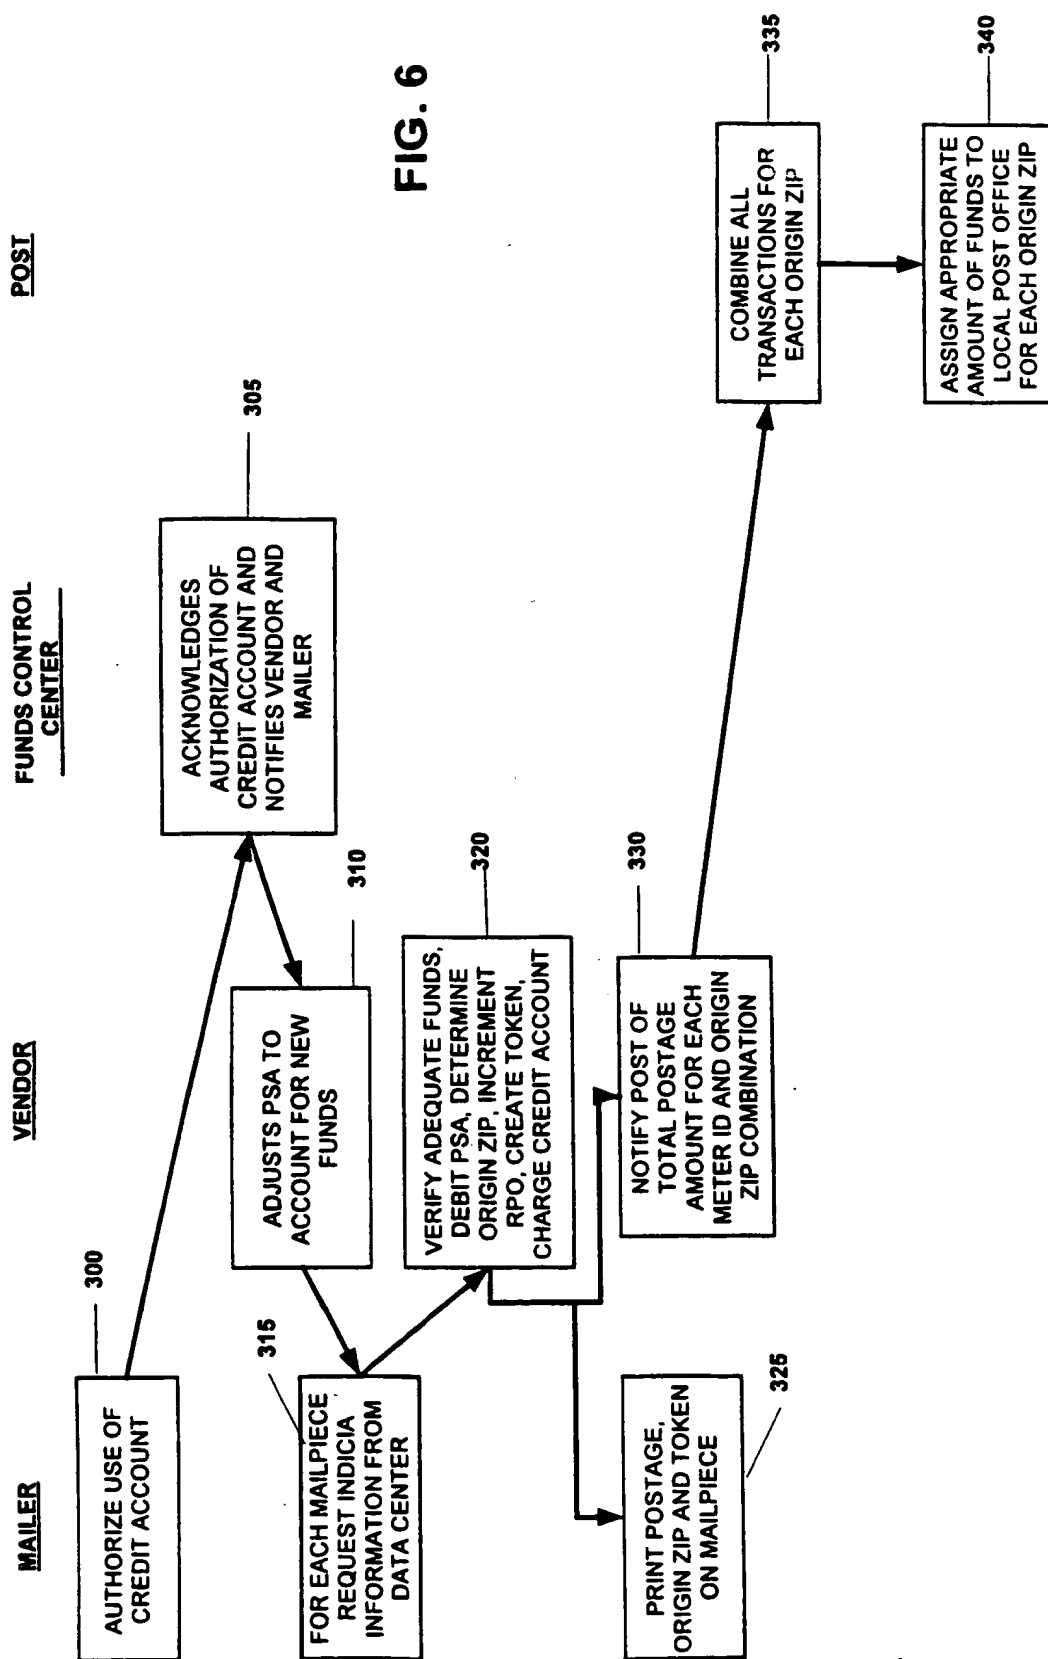 MAILER
VENDOR
FUNDS CONTROL
CENTER
POST
300
AUTHORIZE USE OF
CREDIT ACCOUNT
305
ACKNOWLEDGES
AUTHORIZATION OF
CREDIT ACCOUNT AND
NOTIFIES VENDOR AND
MAILER
310
ADJUSTS PSA TO
ACCOUNT FOR NEW
FUNDS
315
FOR EACH MAILPIECE
REQUEST INDICIA
INFORMATION FROM
DATA CENTER
320
VERIFY ADEQUATE FUNDS,
DEBIT PSA, DETERMINE
ORIGIN ZIP, INCREMENT
RPO, CREATE TOKEN,
CHARGE CREDIT ACCOUNT
325
PRINT POSTAGE,
ORIGIN ZIP AND TOKEN
ON MAILPIECE
330
NOTIFY POST OF
TOTAL POSTAGE
AMOUNT FOR EACH
METER ID AND ORIGIN
ZIP COMBINATION
335
COMBINE ALL
TRANSACTIONS FOR
EACH ORIGIN ZIP
340
ASSIGN APPROPRIATE
AMOUNT OF FUNDS TO
LOCAL POST OFFICE
FOR EACH ORIGIN ZIP
FIG. 6